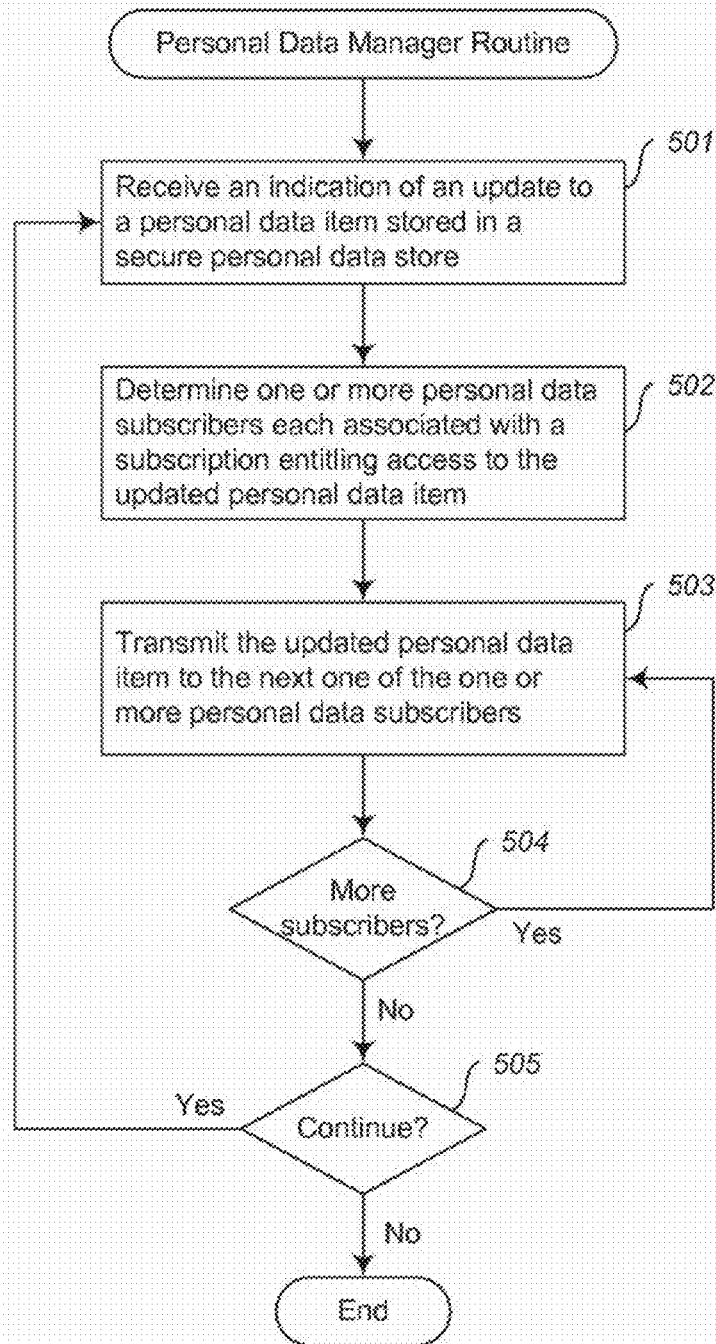 Personal Data Manager Routine
501
Receive an indication of an update to
a personal data item stored in a
secure personal data store
502
Determine one or more personal data
subscribers each associated with a
subscription entitling access to the
updated personal data item
503
Transmit the updated personal data
item to the next one of the one or
more personal data subscribers
504
More
subscribers?
Yes
No
505
Yes
Continue?
No
End